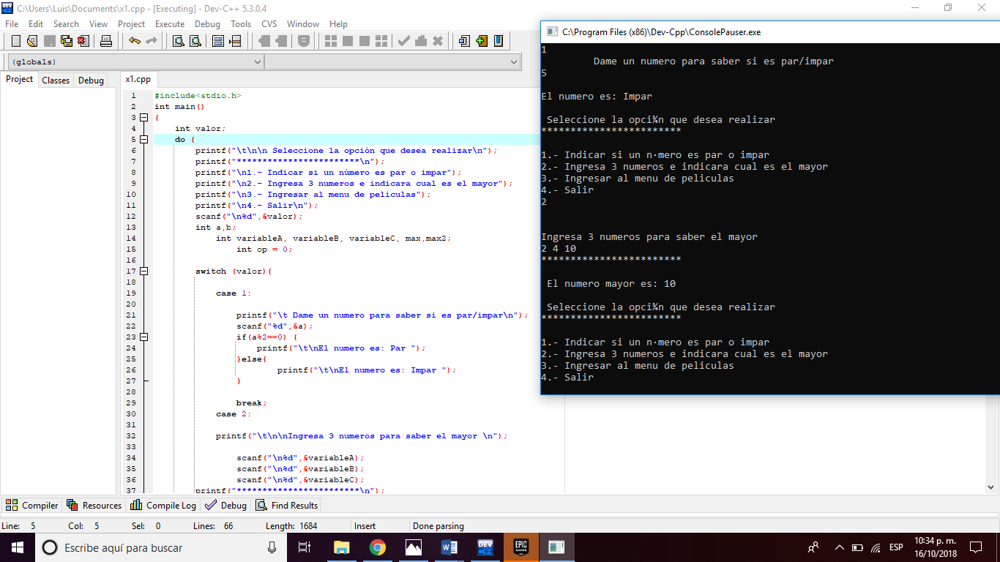 C:\Users\Luis\Documents\x1.cpp - [Executing] - Dev-C++ 5.3.0.4
File Edit Search View Project Execute Debug Tools CVS Window Help
(globals)
Project Classes Debug
x1.cpp
1 #include<stdio.h>
2 int main()
3 {
4 int valor;
5 do {
6 printf("\t\n\n Seleccione la opción que desea realizar\n");
7 printf("************************\n");
8 printf("\n1.- Indicar si un número es par o impar");
9 printf("\n2.- Ingresa 3 numeros e indicara cual es el mayor");
10 printf("\n3.- Ingresar al menu de peliculas");
11 printf("\n4.- Salir\n");
12 scanf("\n%d",&valor);
13 int a,b;
14 int variableA, variableB, variableC, max,max2;
15 int op = 0;
16
17 switch (valor){
18
19 case 1:
20
21 printf("\t Dame un numero para saber si es par/impar\n");
22 scanf("%d",&a);
23 if(a%2==0) {
24 printf("\t\nEl numero es: Par ");
25 }else{
26 printf("\t\nEl numero es: Impar ");
27 }
28
29 break;
30 case 2:
31
32 printf("\t\n\nIngresa 3 numeros para saber el mayor \n");
33
34 scanf("\n%d",&variableA);
35 scanf("\n%d",&variableB);
36 scanf("\n%d",&variableC);
37 printf("************************\n");
C:\Program Files (x86)\Dev-Cpp\ConsolePauser.exe
1
Dame un numero para saber si es par/impar
5
El numero es: Impar
Seleccione la opci¾n que desea realizar
************************
1.- Indicar si un n·mero es par o impar
2.- Ingresa 3 numeros e indicara cual es el mayor
3.- Ingresar al menu de peliculas
4.- Salir
2
Ingresa 3 numeros para saber el mayor
2 4 10
************************
El numero mayor es: 10
Seleccione la opci¾n que desea realizar
************************
1.- Indicar si un n·mero es par o impar
2.- Ingresa 3 numeros e indicara cual es el mayor
3.- Ingresar al menu de peliculas
4.- Salir
Compiler Resources Compile Log Debug Find Results
Line: 5 Col: 5 Sel: 0 Lines: 66 Length: 1684 Insert Done parsing
Escribe aquí para buscar
DEV
EPIC GAMES
ESP
10:34 p. m.
16/10/2018